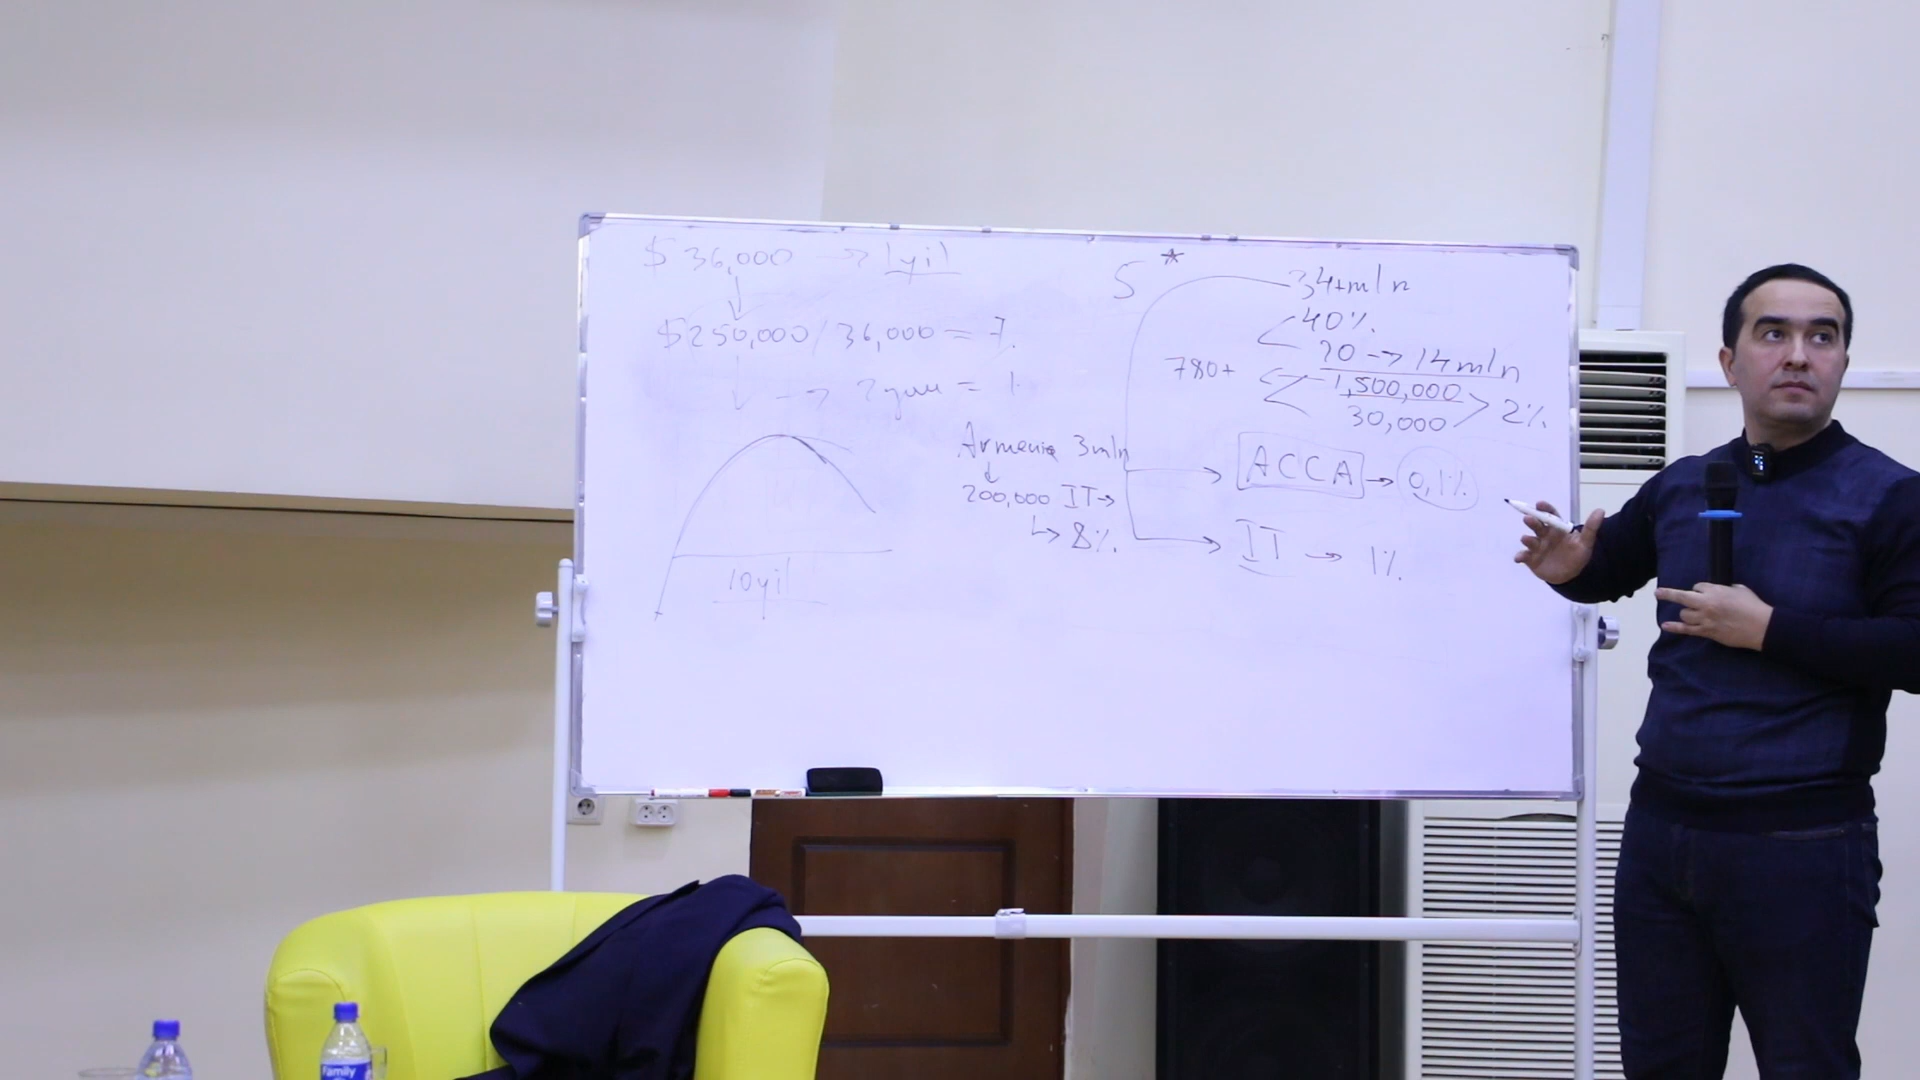 $ 36,000 → 1yil
$250,000 / 36,000 = 7.
→ = 1
10yil
Armenia 3mln
200,000 IT→
↳ 8%.
5 *
34+mln
40%.
20 → 14mln
780+
1,500,000
30,000 > 2%.
ACCA → 0,1%.
IT → 1%.
Family